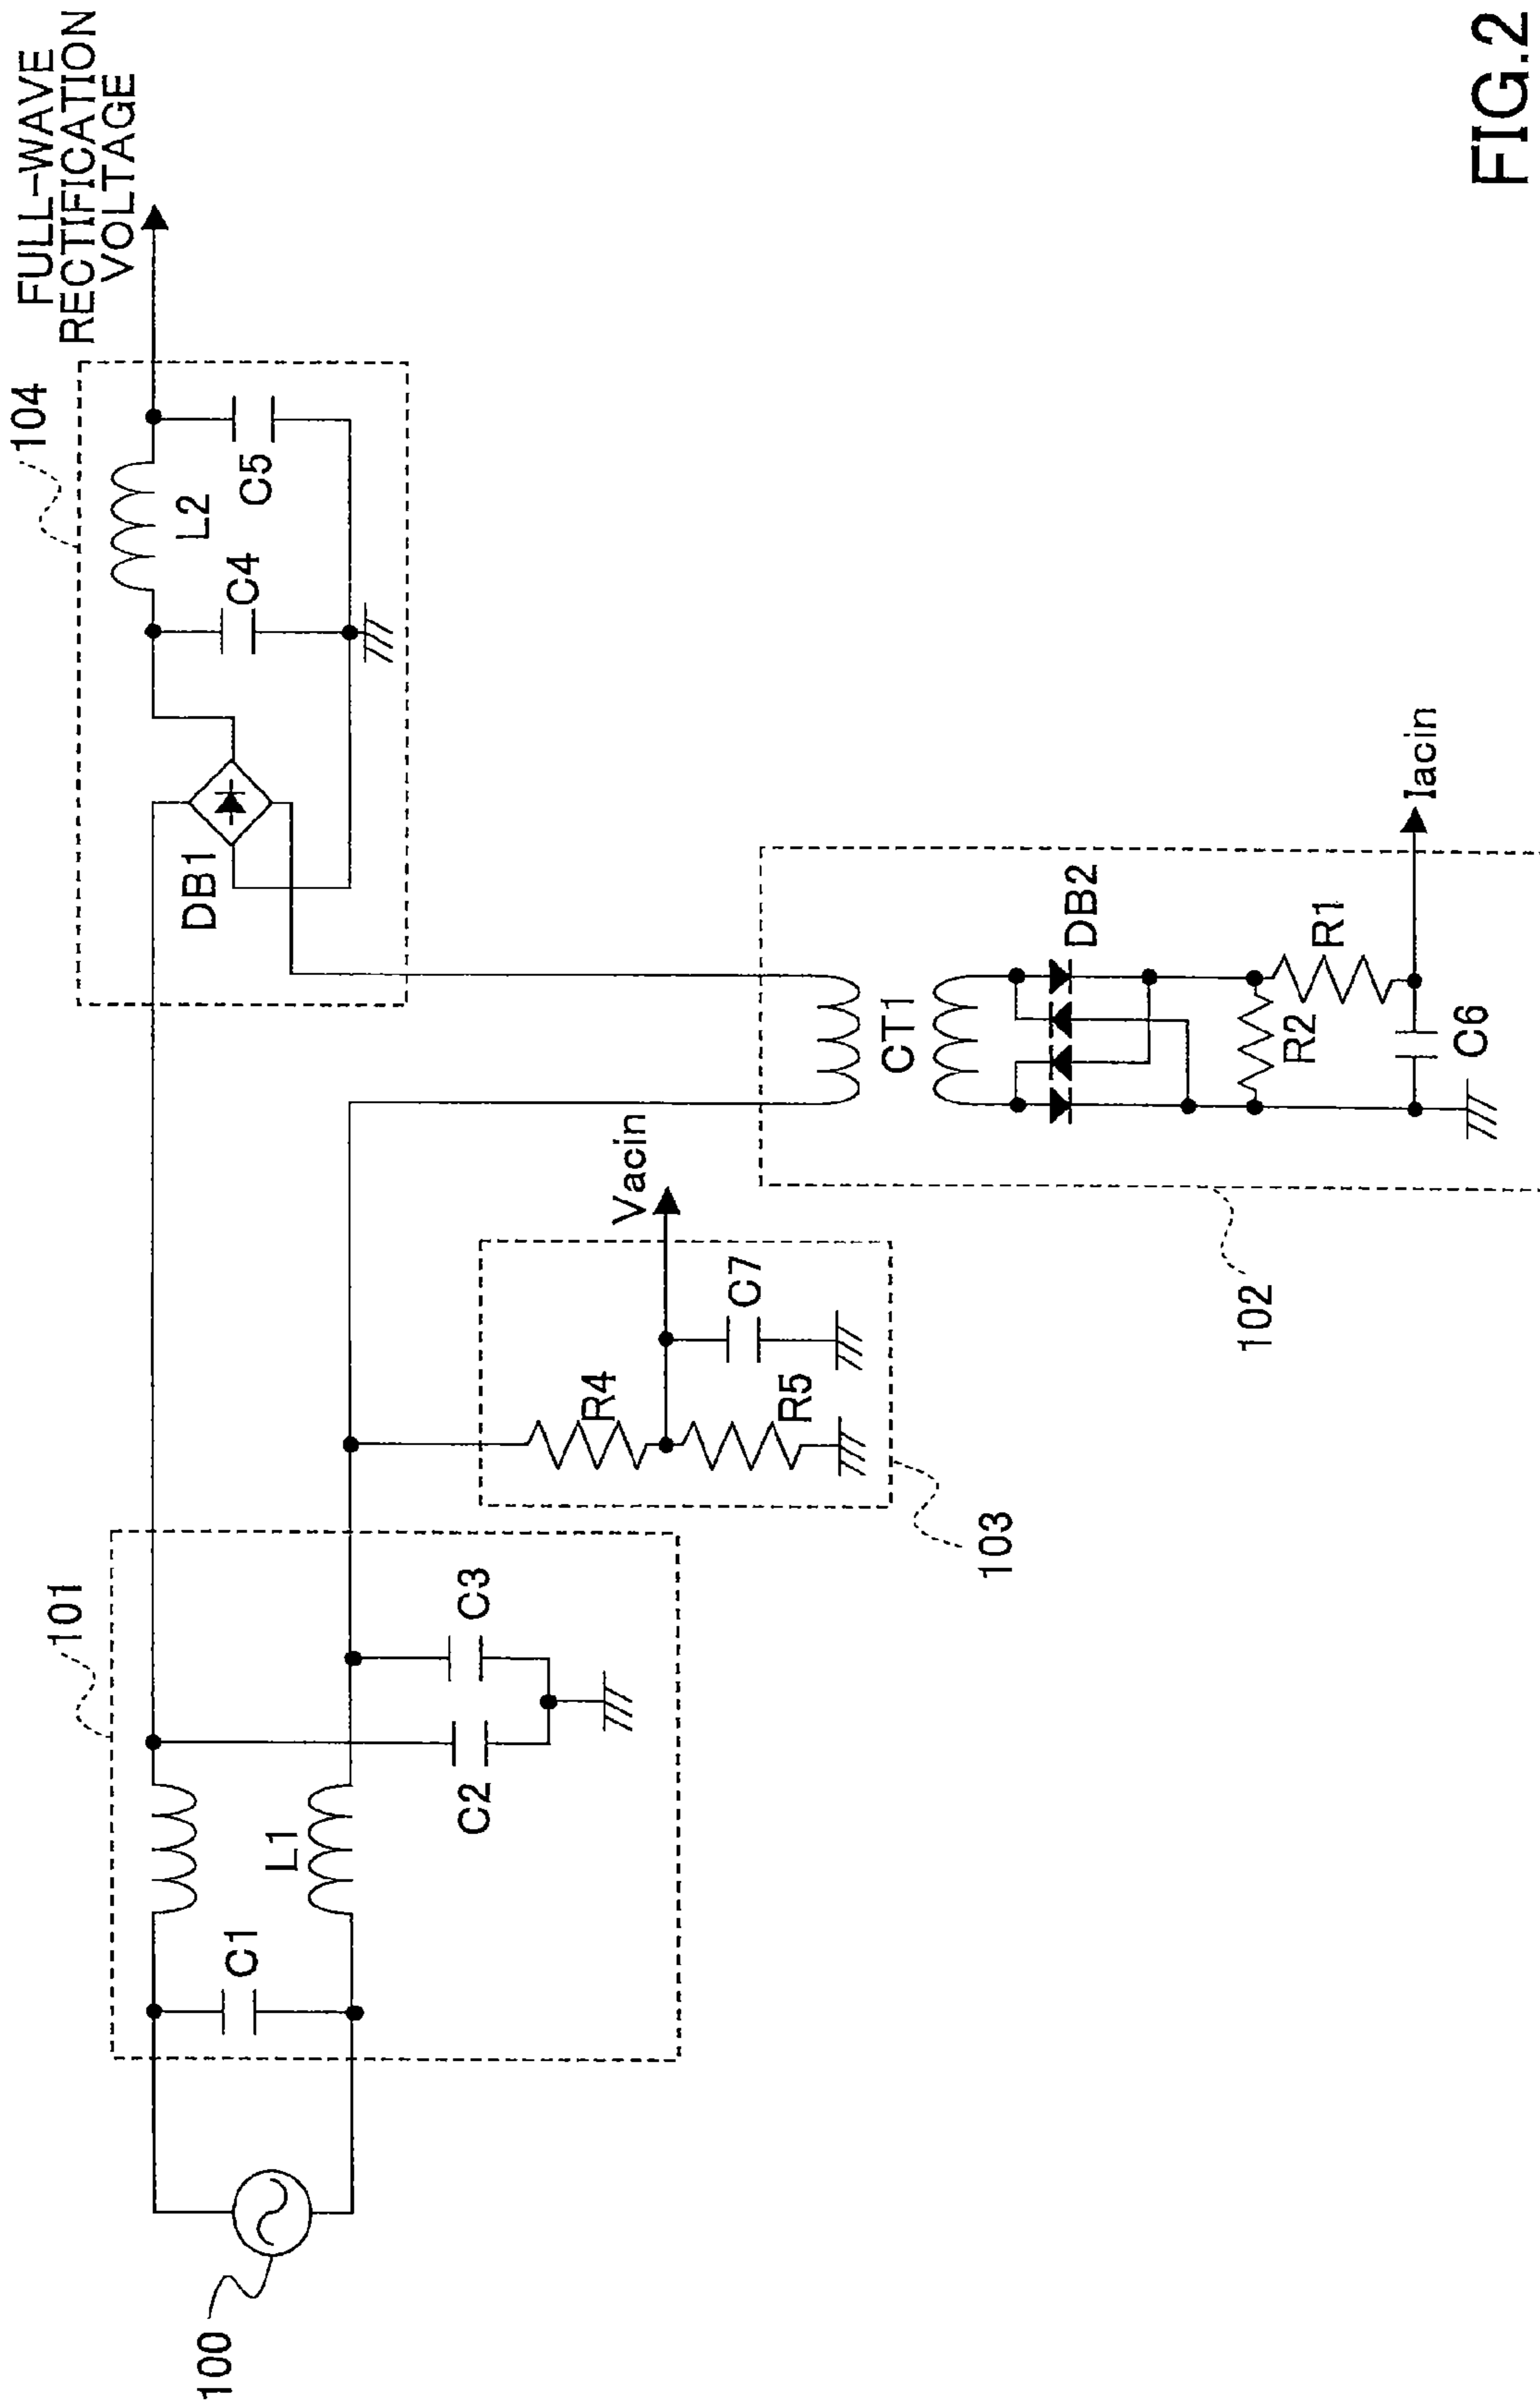 FULL-WAVE
RECTIFICATION
VOLTAGE
104
101
100
C1
L1
C2
C3
103
R4
R5
C7
Vacin
DB1
C4
L2
C5
102
CT1
DB2
R2
R1
C6
Iacin
FIG.2